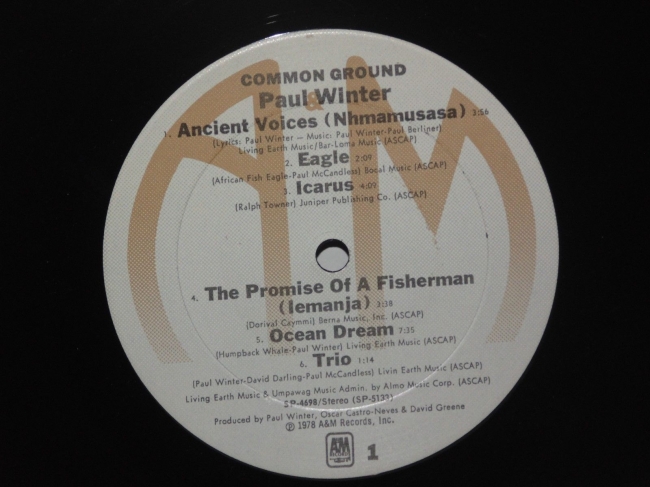 COMMON GROUND
Paul Winter
1. Ancient Voices (Nhmamusasa) 3:56
(Lyrics: Paul Winter — Music: Paul Winter-Paul Berliner)
Living Earth Music/Bar-Loma Music (ASCAP)
2. Eagle 2:09
(African Fish Eagle-Paul McCandless) Bocal Music (ASCAP)
3. Icarus 4:02
(Ralph Towner) Juniper Publishing Co. (ASCAP)
4. The Promise Of A Fisherman
(Iemanja) 3:38
(Dorival Caymmi) Berna Music, Inc. (ASCAP)
5. Ocean Dream 7:35
(Humpback Whale-Paul Winter) Living Earth Music (ASCAP)
6. Trio 1:14
(Paul Winter-David Darling-Paul McCandless) Livin Earth Music (ASCAP)
Living Earth Music & Umpawag Music Admin. by Almo Music Corp. (ASCAP)
SP-4698/Stereo (SP-5133)
Produced by Paul Winter, Oscar Castro-Neves & David Greene
℗ 1978 A&M Records, Inc.
A&M
1